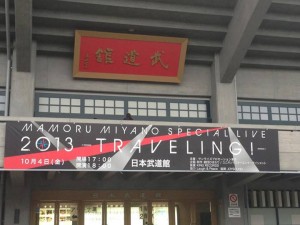 武道館
MAMORU MIYANO SPECIAL LIVE
2013 -TRAVELING!-
10月4日(金) 開場17:00
開演18:00
日本武道館